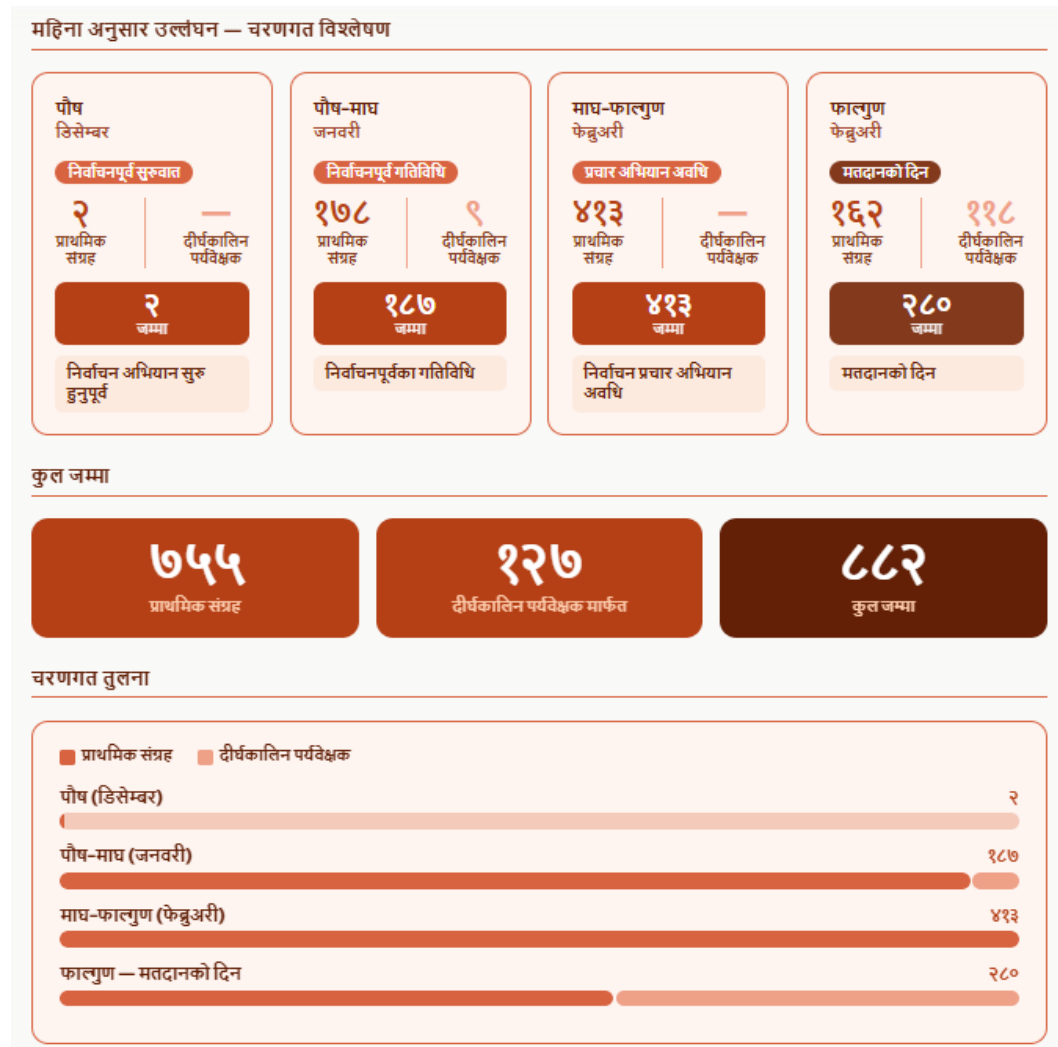 महिना अनुसार उल्लंघन — चरणगत विश्लेषण
पौष
डिसेम्बर
निर्वाचनपूर्व सुरुवात
२
प्राथमिक
संग्रह
—
दीर्घकालिन
पर्यवेक्षक
२
जम्मा
निर्वाचन अभियान सुरु
हुनुपूर्व
पौष-माघ
जनवरी
निर्वाचनपूर्व गतिविधि
१७८
प्राथमिक
संग्रह
९
दीर्घकालिन
पर्यवेक्षक
१८७
जम्मा
निर्वाचनपूर्वका गतिविधि
माघ-फाल्गुण
फेब्रुअरी
प्रचार अभियान अवधि
४१३
प्राथमिक
संग्रह
—
दीर्घकालिन
पर्यवेक्षक
४१३
जम्मा
निर्वाचन प्रचार अभियान
अवधि
फाल्गुण
फेब्रुअरी
मतदानको दिन
१६२
प्राथमिक
संग्रह
११८
दीर्घकालिन
पर्यवेक्षक
२८०
जम्मा
मतदानको दिन
कुल जम्मा
७५५
प्राथमिक संग्रह
१२७
दीर्घकालिन पर्यवेक्षक मार्फत
८८२
कुल जम्मा
चरणगत तुलना
प्राथमिक संग्रह
दीर्घकालिन पर्यवेक्षक
पौष (डिसेम्बर) २
पौष-माघ (जनवरी) १८७
माघ-फाल्गुण (फेब्रुअरी) ४१३
फाल्गुण — मतदानको दिन २८०